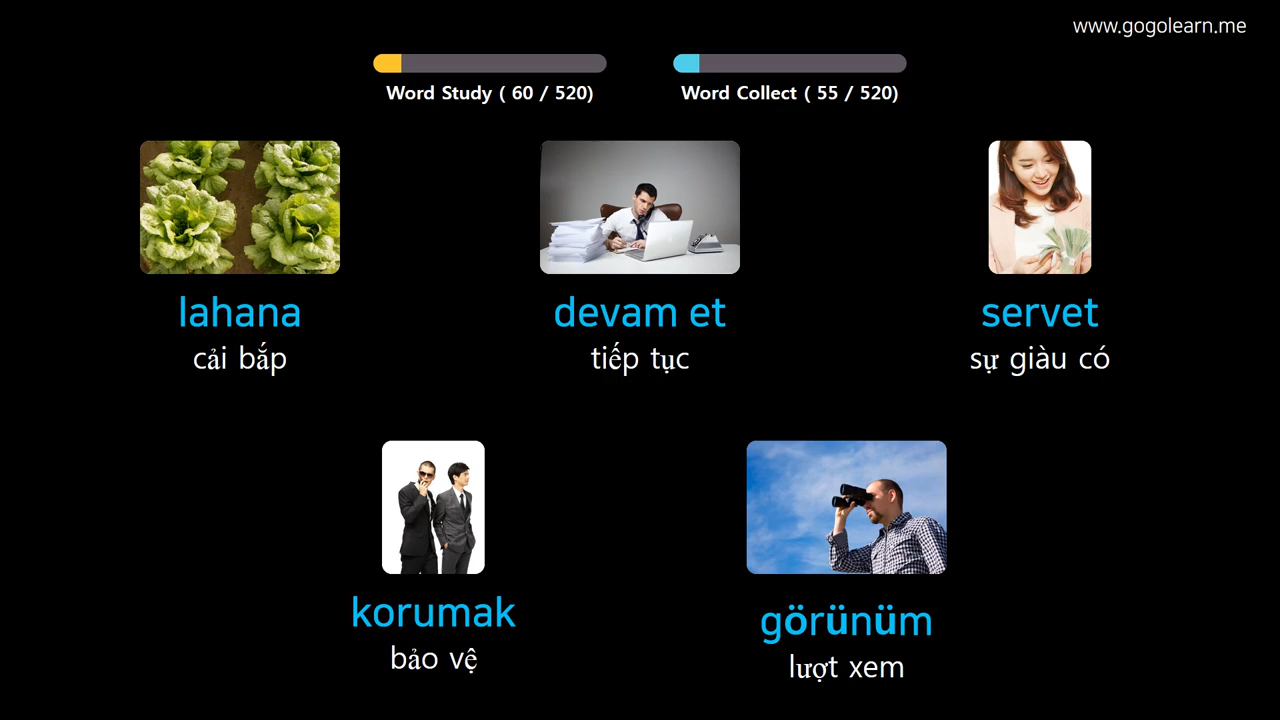 www.gogolearn.me
Word Study ( 60 / 520)
Word Collect ( 55 / 520)
lahana
cải bắp
devam et
tiếp tục
servet
sự giàu có
korumak
bảo vệ
görünüm
lượt xem